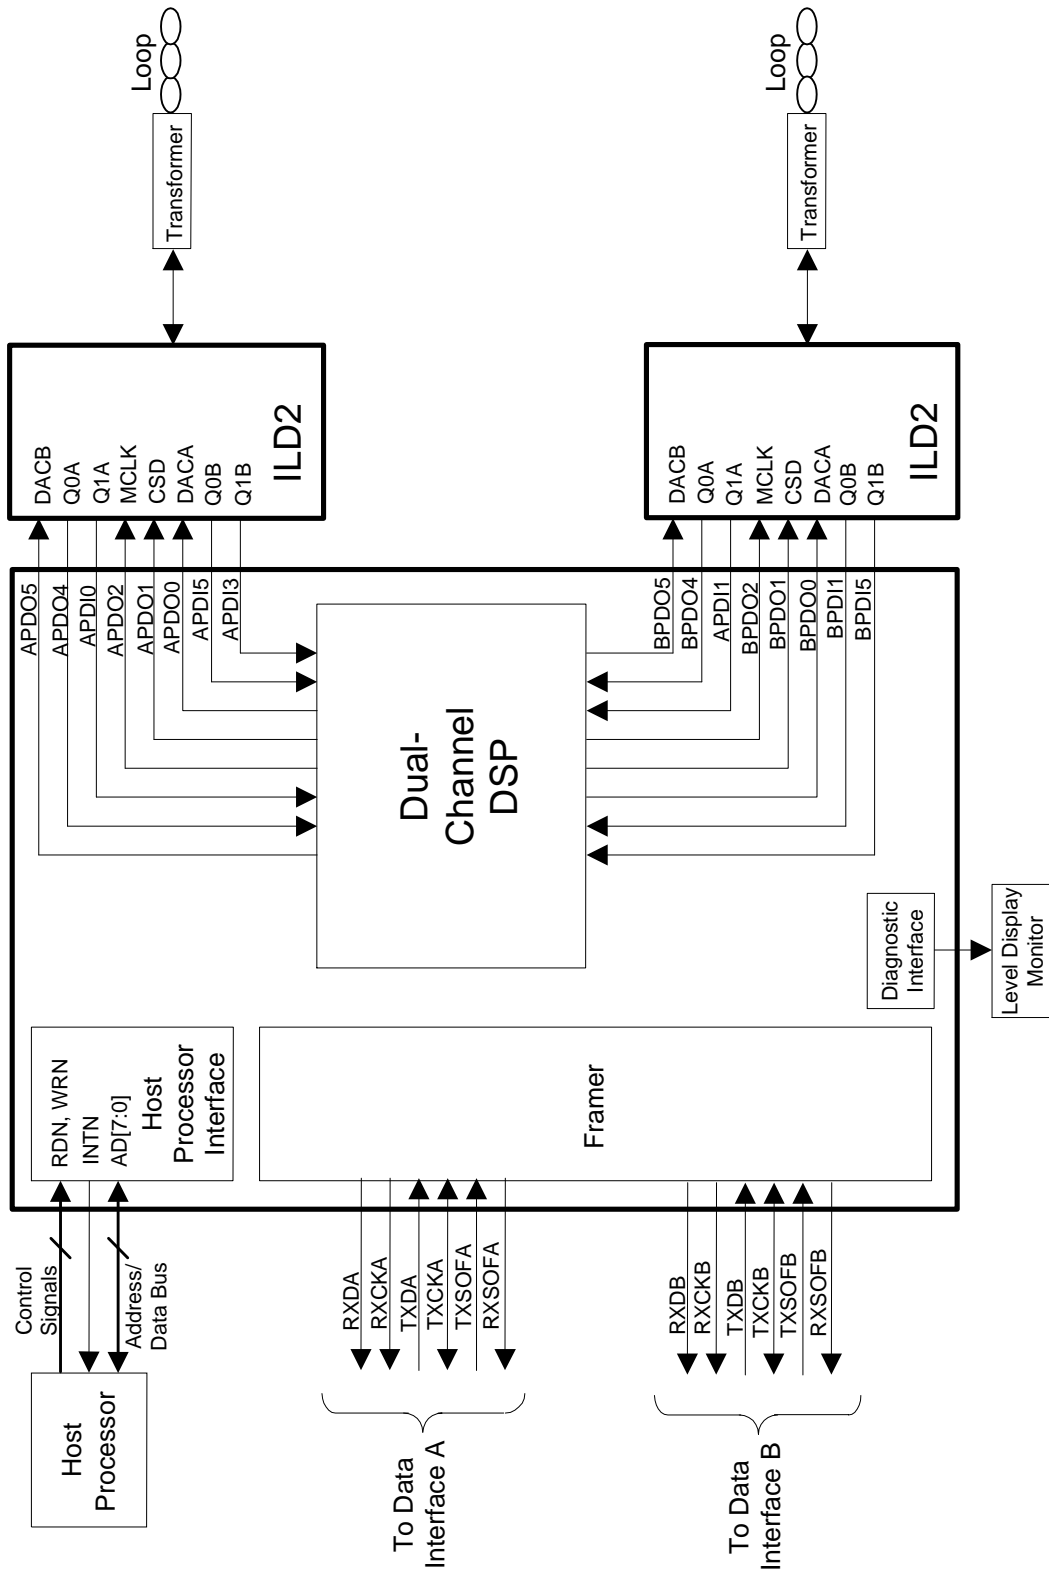 Host
Processor
Control
Signals
Address/
Data Bus
RDN, WRN
INTN
AD[7:0]
Host
Processor
Interface
APDO5
APDO4
APDI0
APDO2
APDO1
APDO0
APDI5
APDI3
DACB
Q0A
Q1A
MCLK
CSD
DACA
Q0B
Q1B
ILD2
Transformer
Loop
To Data
Interface A
RXDA
RXCKA
TXDA
TXCKA
TXSOFA
RXSOFA
Framer
Dual-
Channel
DSP
To Data
Interface B
RXDB
RXCKB
TXDB
TXCKB
TXSOFB
RXSOFB
BPDO5
BPDO4
APDI1
BPDO2
BPDO1
BPDO0
BPDI1
BPDI5
DACB
Q0A
Q1A
MCLK
CSD
DACA
Q0B
Q1B
ILD2
Transformer
Loop
Diagnostic
Interface
Level Display
Monitor